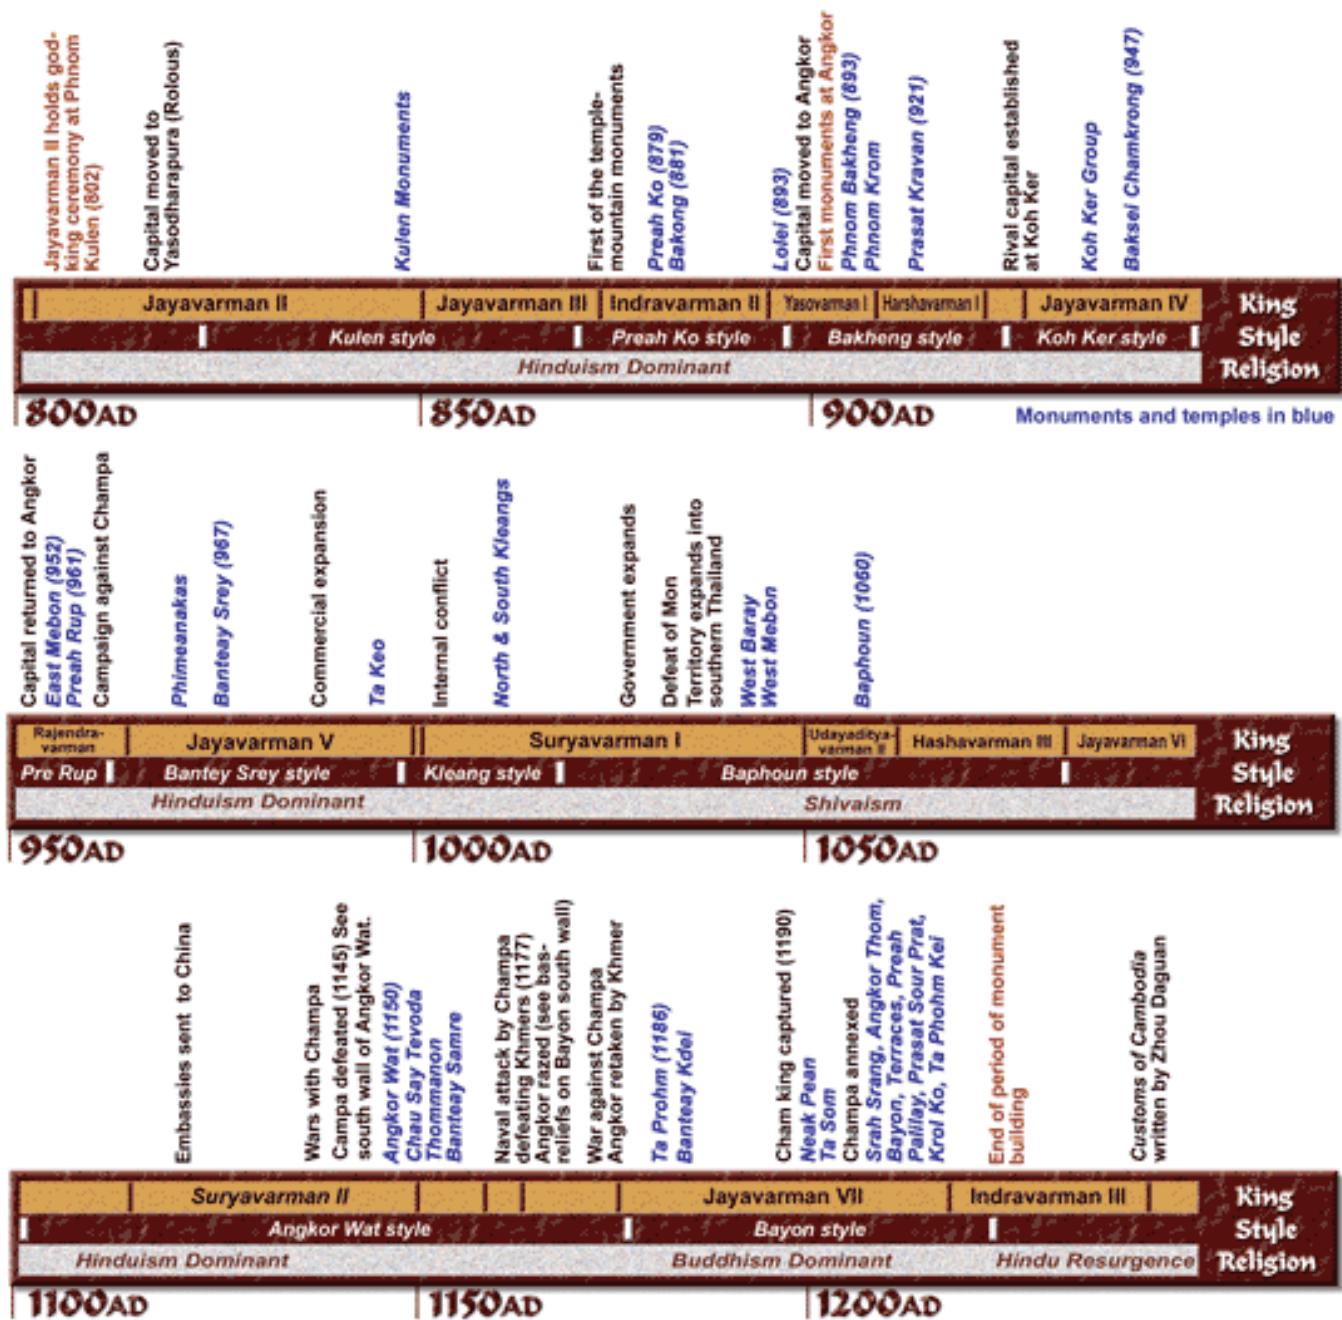 Jayavarman II holds god-
king ceremony at Phnom
Kulen (802)
Capital moved to
Yasodharapura (Rolous)
Kulen Monuments
First of the temple-
mountain monuments
Preah Ko (879)
Bakong (881)
Lolei (893)
Capital moved to Angkor
First monuments at Angkor
Phnom Bakheng (893)
Phnom Krom
Prasat Kravan (921)
Rival capital established
at Koh Ker
Koh Ker Group
Baksei Chamkrong (947)
Jayavarman II Jayavarman III Indravarman II Yasovarman I Harshavarman I Jayavarman IV King
Kulen style Preah Ko style Bakheng style Koh Ker style Style
Hinduism Dominant Religion
800AD 850AD 900AD
Monuments and temples in blue
Capital returned to Angkor
East Mebon (952)
Preah Rup (961)
Campaign against Champa
Phimeanakas
Banteay Srey (967)
Commercial expansion
Ta Keo
Internal conflict
North & South Kleangs
Government expands
Defeat of Mon
Territory expands into
southern Thailand
West Baray
West Mebon
Baphoun (1060)
Rajendra-
varman
Jayavarman V Suryavarman I
Udayaditya-
varman II
Hashavarman III Jayavarman VI King
Pre Rup Bantey Srey style Kleang style Baphoun style Style
Hinduism Dominant Shivaism Religion
950AD 1000AD 1050AD
Embassies sent to China
Wars with Champa
Campa defeated (1145) See
south wall of Angkor Wat.
Angkor Wat (1150)
Chau Say Tevoda
Thommanon
Banteay Samre
Naval attack by Champa
defeating Khmers (1177)
Angkor razed (see bas-
reliefs on Bayon south wall)
War against Champa
Angkor retaken by Khmer
Ta Prohm (1186)
Banteay Kdei
Cham king captured (1190)
Neak Pean
Ta Som
Champa annexed
Srah Srang, Angkor Thom,
Bayon, Terraces, Preah
Palilay, Prasat Sour Prat,
Krol Ko, Ta Phohm Kei
End of period of monument
building
Customs of Cambodia
written by Zhou Daguan
Suryavarman II Jayavarman VII Indravarman III King
Angkor Wat style Bayon style Style
Hinduism Dominant Buddhism Dominant Hindu Resurgence Religion
1100AD 1150AD 1200AD